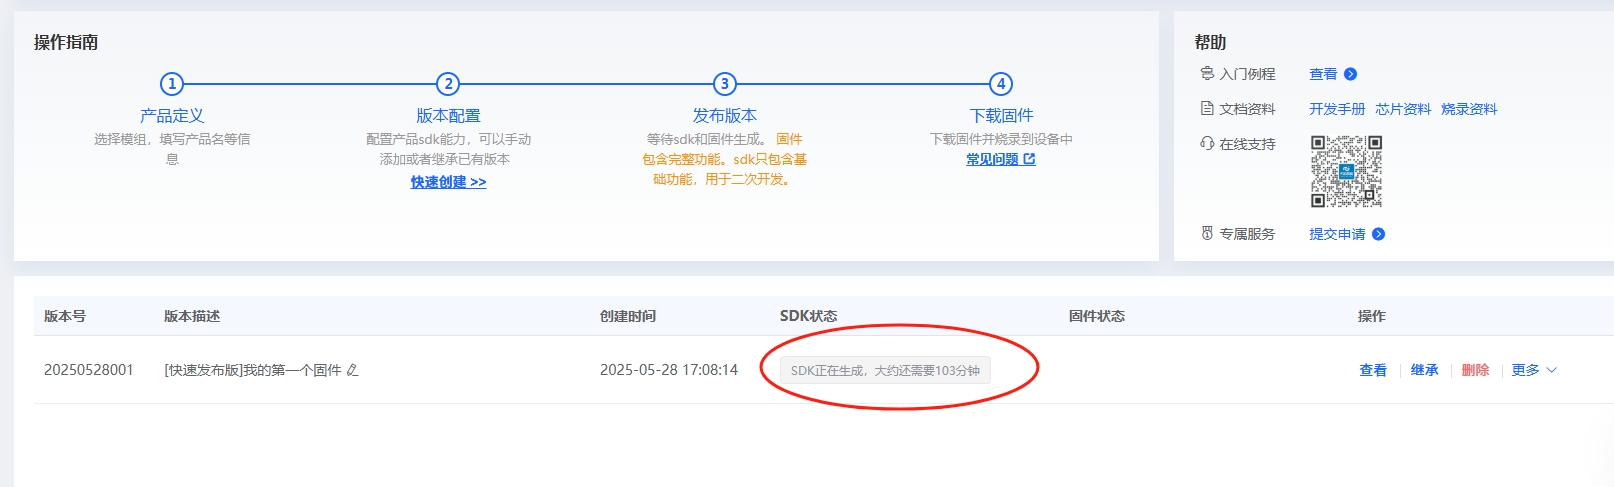 操作指南
1
2
3
4
产品定义
选择模组，填写产品名等信
息
版本配置
配置产品sdk能力，可以手动
添加或者继承已有版本
快速创建 >>
发布版本
等待sdk和固件生成。 固件
包含完整功能。sdk只包含基
础功能，用于二次开发。
下载固件
下载固件并烧录到设备中
常见问题
帮助
入门例程 查看
文档资料 开发手册 芯片资料 烧录资料
在线支持
专属服务 提交申请
版本号 版本描述 创建时间 SDK状态 固件状态 操作
20250528001 [快速发布版]我的第一个固件 2025-05-28 17:08:14 SDK正在生成，大约还需要103分钟 查看 继承 删除 更多